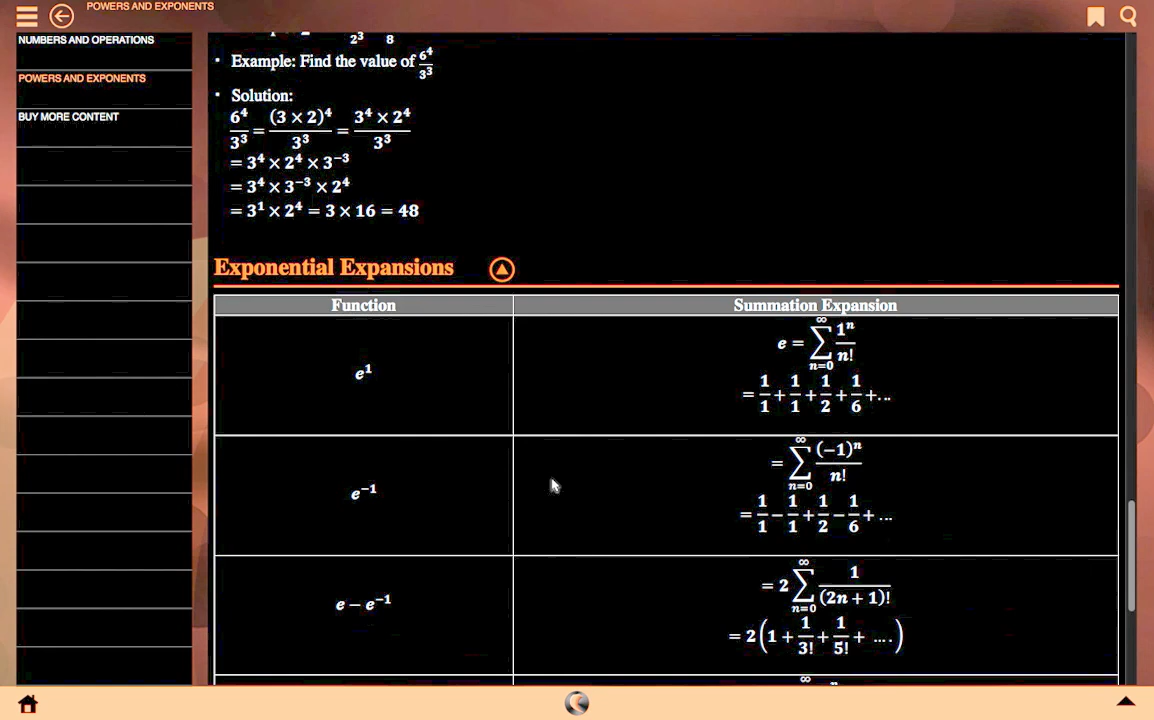 POWERS AND EXPONENTS
NUMBERS AND OPERATIONS
POWERS AND EXPONENTS
BUY MORE CONTENT
2³ 8
• Example: Find the value of 6⁴/3³
• Solution:
6⁴/3³ = (3 × 2)⁴/3³ = 3⁴ × 2⁴/3³
= 3⁴ × 2⁴ × 3⁻³
= 3⁴ × 3⁻³ × 2⁴
= 3¹ × 2⁴ = 3 × 16 = 48
Exponential Expansions
Function Summation Expansion
e¹
e = ∑_{n=0}^{∞} 1ⁿ/n!
= 1/1 + 1/1 + 1/2 + 1/6 +...
e⁻¹
= ∑_{n=0}^{∞} (−1)ⁿ/n!
= 1/1 − 1/1 + 1/2 − 1/6 + ...
e − e⁻¹
= 2 ∑_{n=0}^{∞} 1/(2n + 1)!
= 2 (1 + 1/3! + 1/5! + ....)